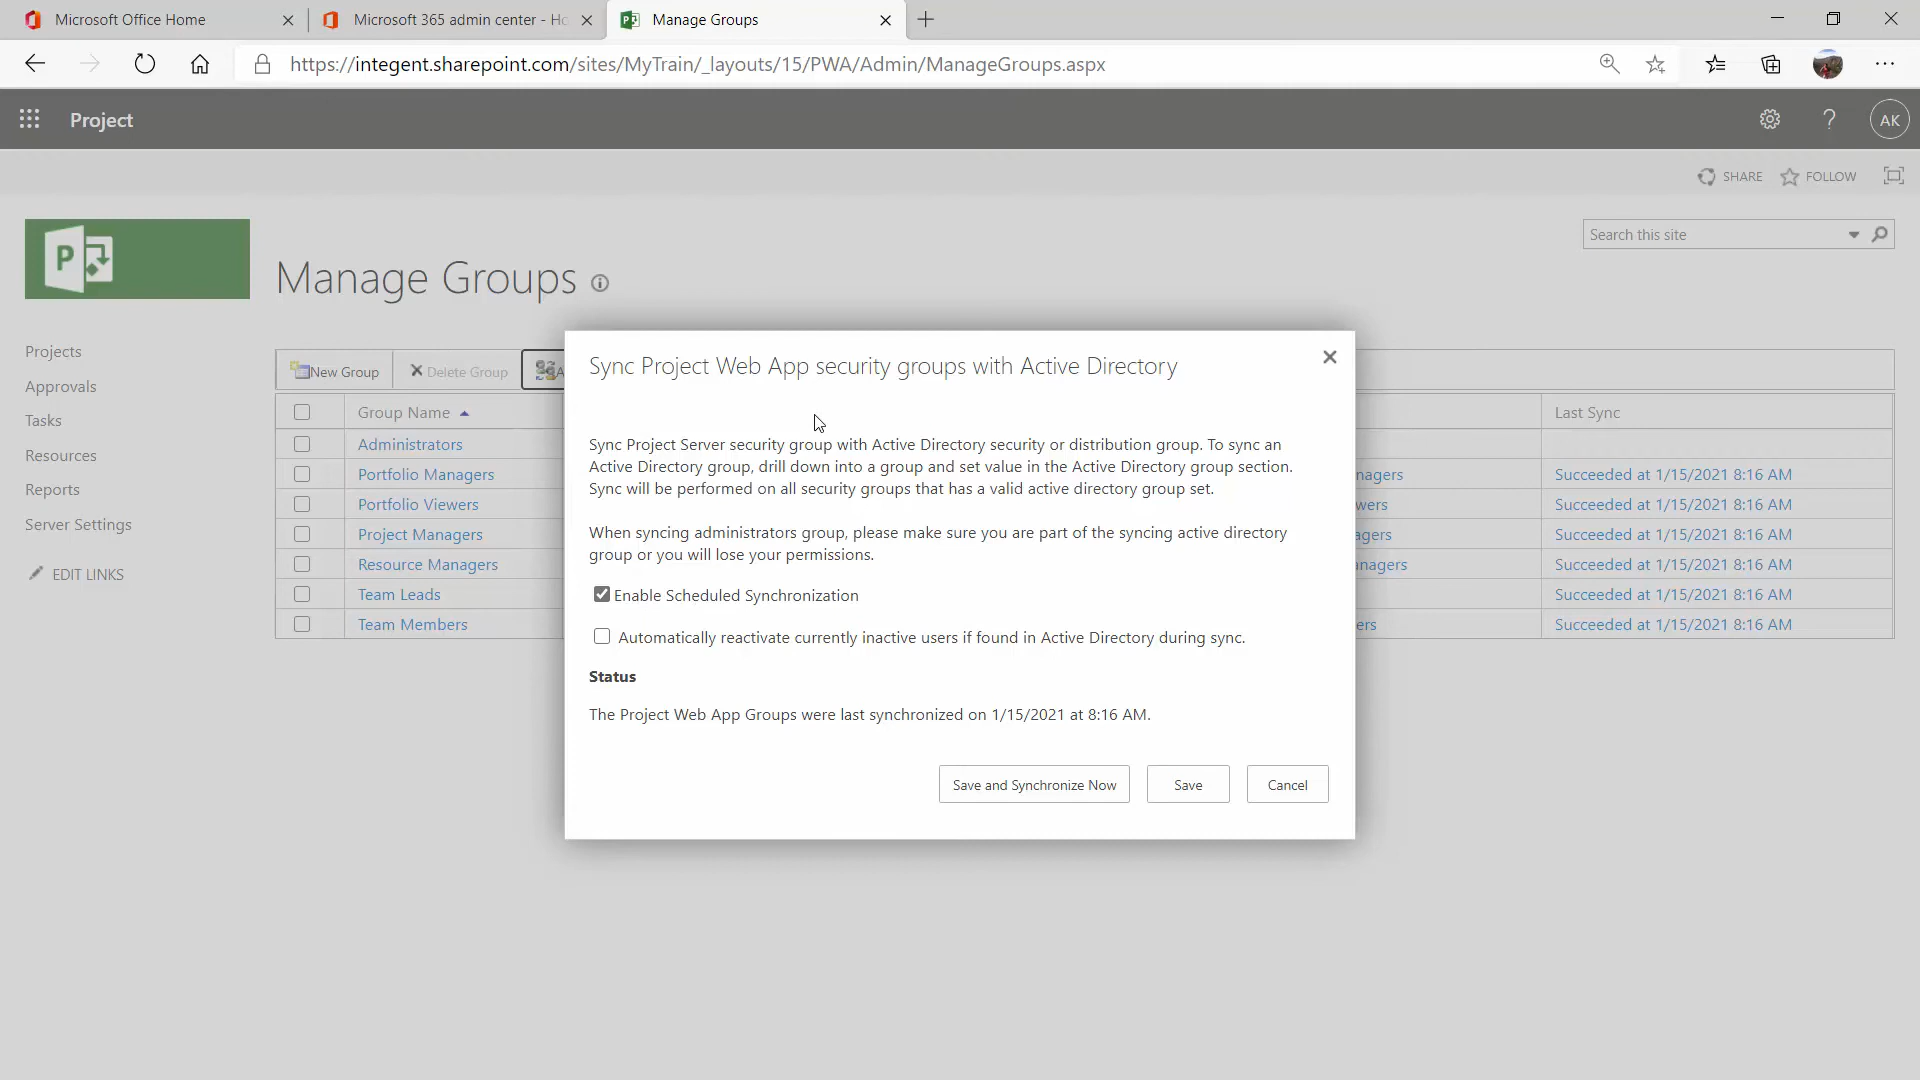 Microsoft Office Home
Microsoft 365 admin center - Ho
Manage Groups
https://integent.sharepoint.com/sites/MyTrain/_layouts/15/PWA/Admin/ManageGroups.aspx
Project
AK
SHARE
FOLLOW
P
Search this site
Manage Groups
Projects
Approvals
Tasks
Resources
Reports
Server Settings
EDIT LINKS
New Group
Delete Group
A
Group Name
Last Sync
Administrators
Portfolio Managers
nagers
Succeeded at 1/15/2021 8:16 AM
Portfolio Viewers
wers
Succeeded at 1/15/2021 8:16 AM
Project Managers
agers
Succeeded at 1/15/2021 8:16 AM
Resource Managers
anagers
Succeeded at 1/15/2021 8:16 AM
Team Leads
Succeeded at 1/15/2021 8:16 AM
Team Members
ers
Succeeded at 1/15/2021 8:16 AM
Sync Project Web App security groups with Active Directory
Sync Project Server security group with Active Directory security or distribution group. To sync an
Active Directory group, drill down into a group and set value in the Active Directory group section.
Sync will be performed on all security groups that has a valid active directory group set.
When syncing administrators group, please make sure you are part of the syncing active directory
group or you will lose your permissions.
Enable Scheduled Synchronization
Automatically reactivate currently inactive users if found in Active Directory during sync.
Status
The Project Web App Groups were last synchronized on 1/15/2021 at 8:16 AM.
Save and Synchronize Now
Save
Cancel